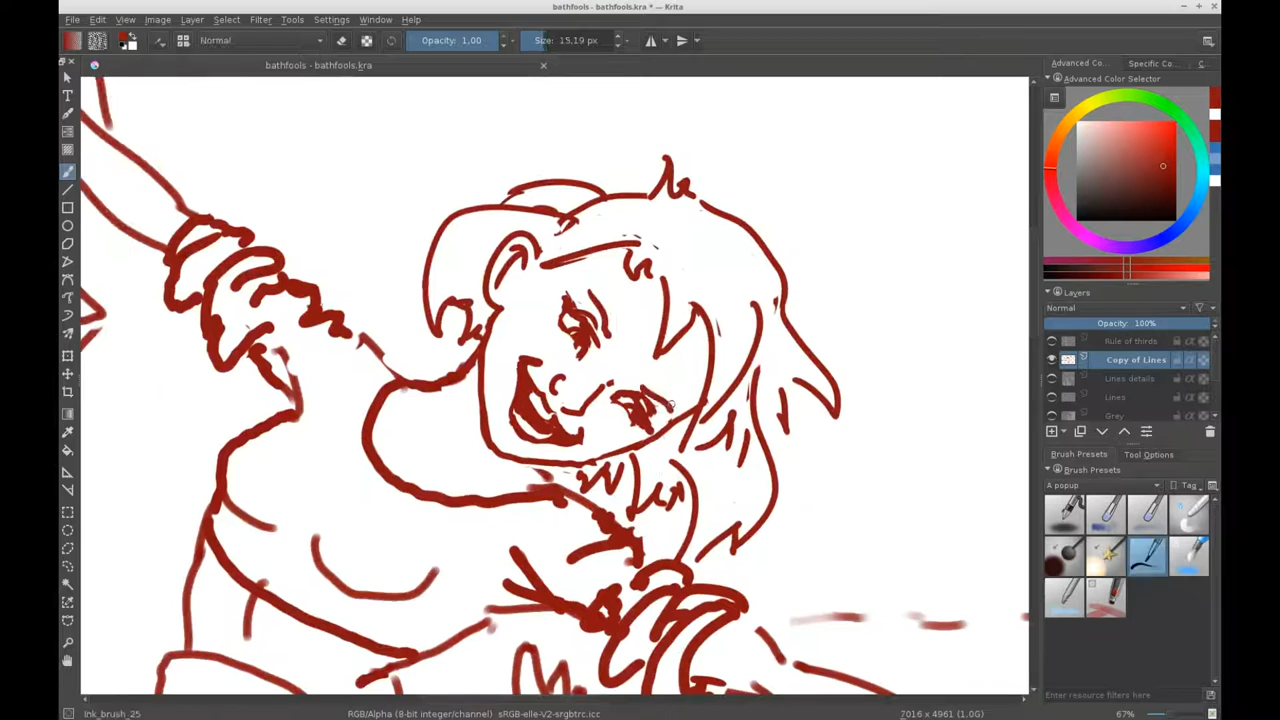 bathfools - bathfools.kra * — Krita
File Edit View Image Layer Select Filter Tools Settings Window Help
Normal
Opacity: 1,00
Size: 15,19 px
bathfools - bathfools.kra
Advanced Co...
Specific Co...
Advanced Color Selector
Layers
Normal
Opacity: 100%
Rule of thirds
Copy of Lines
Lines details
Lines
Grey
Brush Presets
Tool Options
Brush Presets
A popup
Tag
Enter resource filters here
Ink_brush_25
RGB/Alpha (8-bit integer/channel) sRGB-elle-V2-srgbtrc.icc
7016 x 4961 (1.0G)
67%